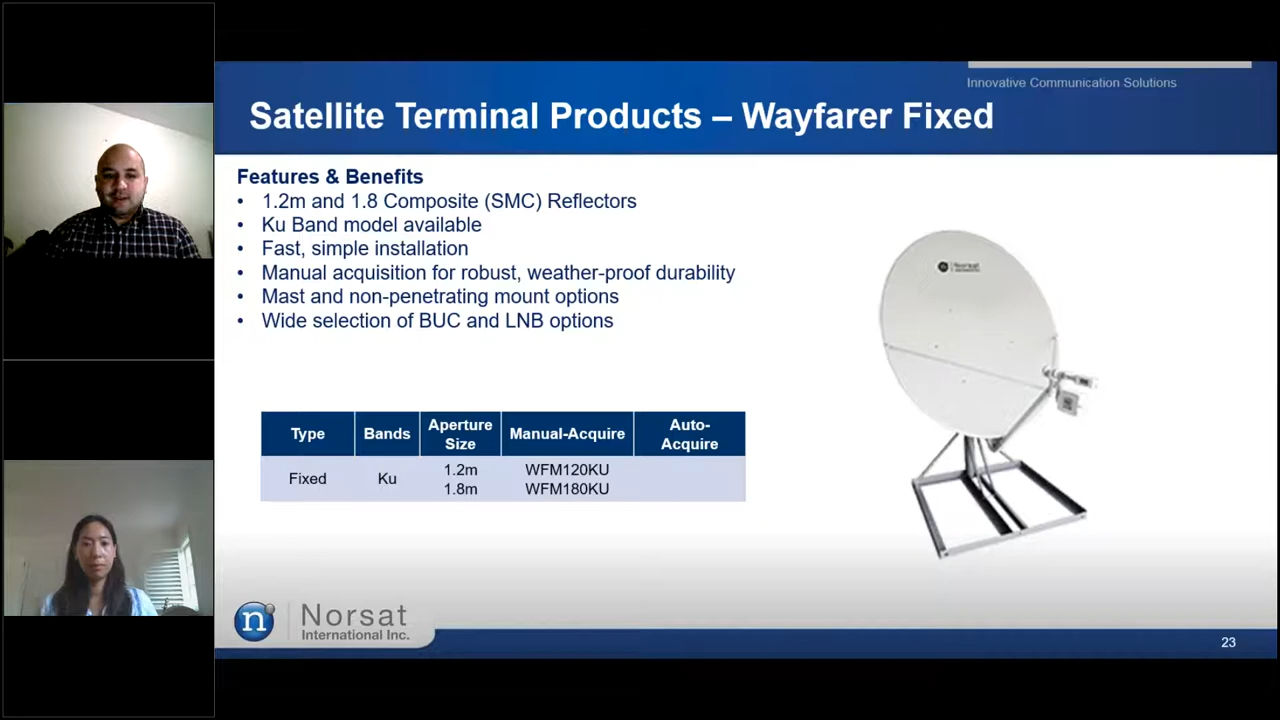 Innovative Communication Solutions
Satellite Terminal Products – Wayfarer Fixed
Features & Benefits
• 1.2m and 1.8 Composite (SMC) Reflectors
• Ku Band model available
• Fast, simple installation
• Manual acquisition for robust, weather-proof durability
• Mast and non-penetrating mount options
• Wide selection of BUC and LNB options
Type Bands Aperture Size Manual-Acquire Auto-Acquire
Fixed Ku 1.2m WFM120KU
1.8m WFM180KU
Norsat
n
Norsat
International Inc.
23